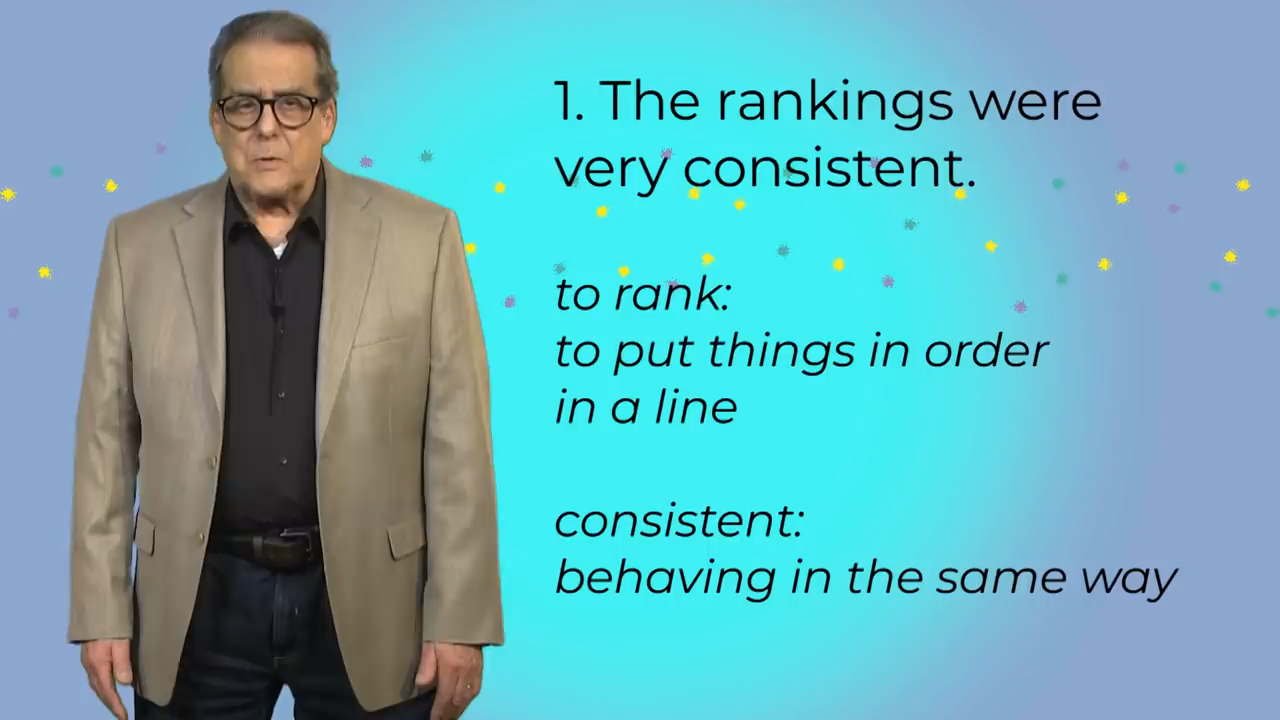 1. The rankings were
very consistent.
to rank:
to put things in order
in a line
consistent:
behaving in the same way